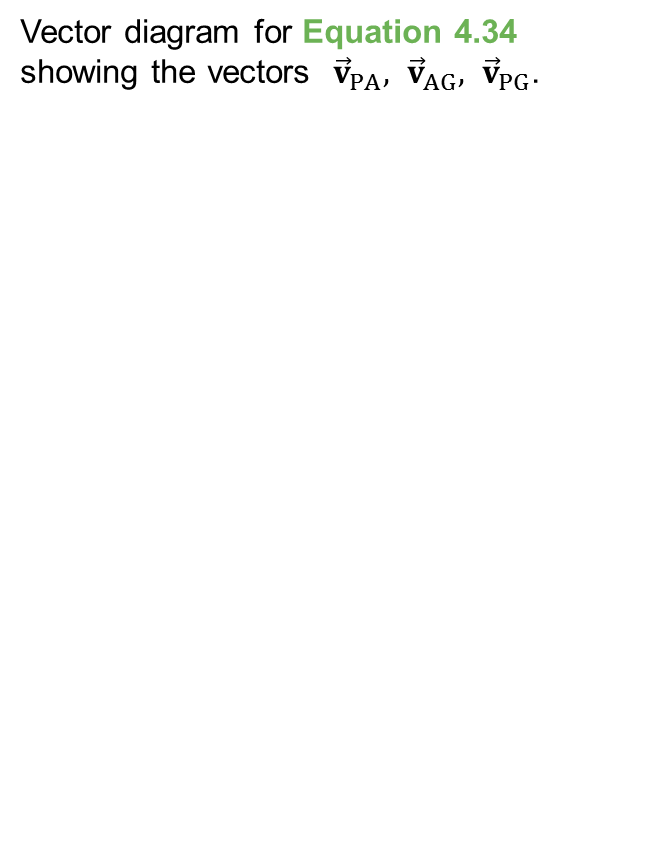 Vector diagram for Equation 4.34
showing the vectors v⃗PA, v⃗AG, v⃗PG.